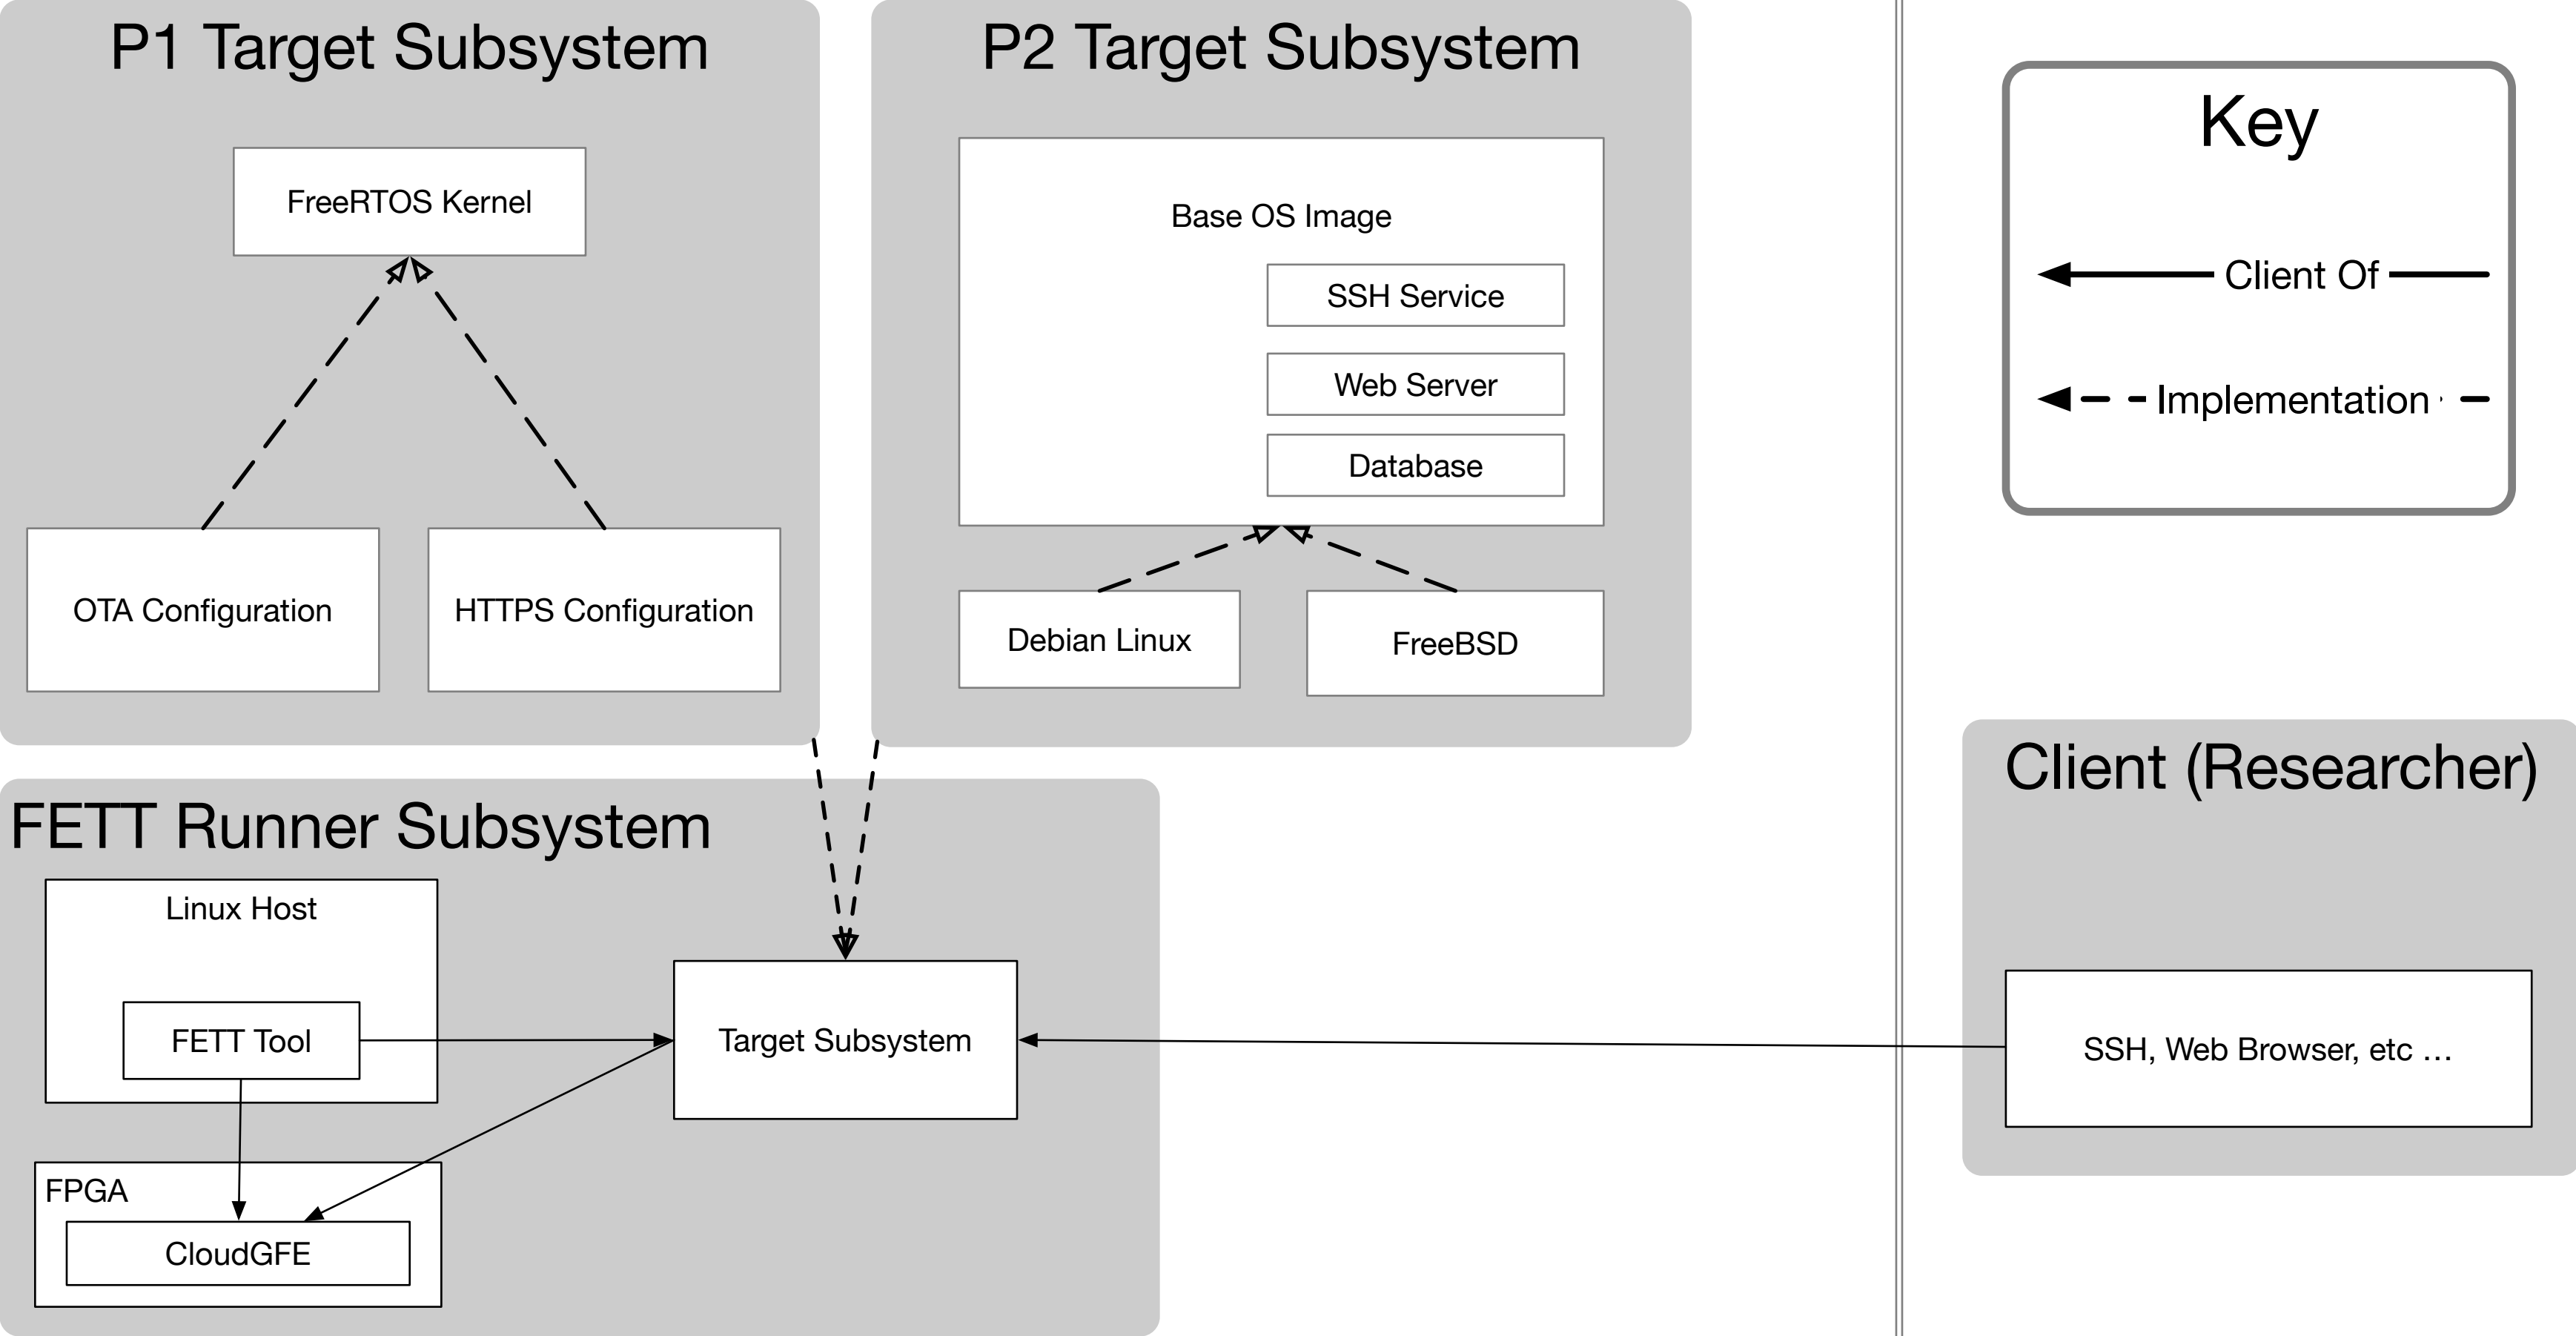 P1 Target Subsystem
FreeRTOS Kernel
OTA Configuration
HTTPS Configuration
P2 Target Subsystem
Base OS Image
SSH Service
Web Server
Database
Debian Linux
FreeBSD
Key
Client Of
Implementation
FETT Runner Subsystem
Linux Host
FETT Tool
Target Subsystem
FPGA
CloudGFE
Client (Researcher)
SSH, Web Browser, etc ...